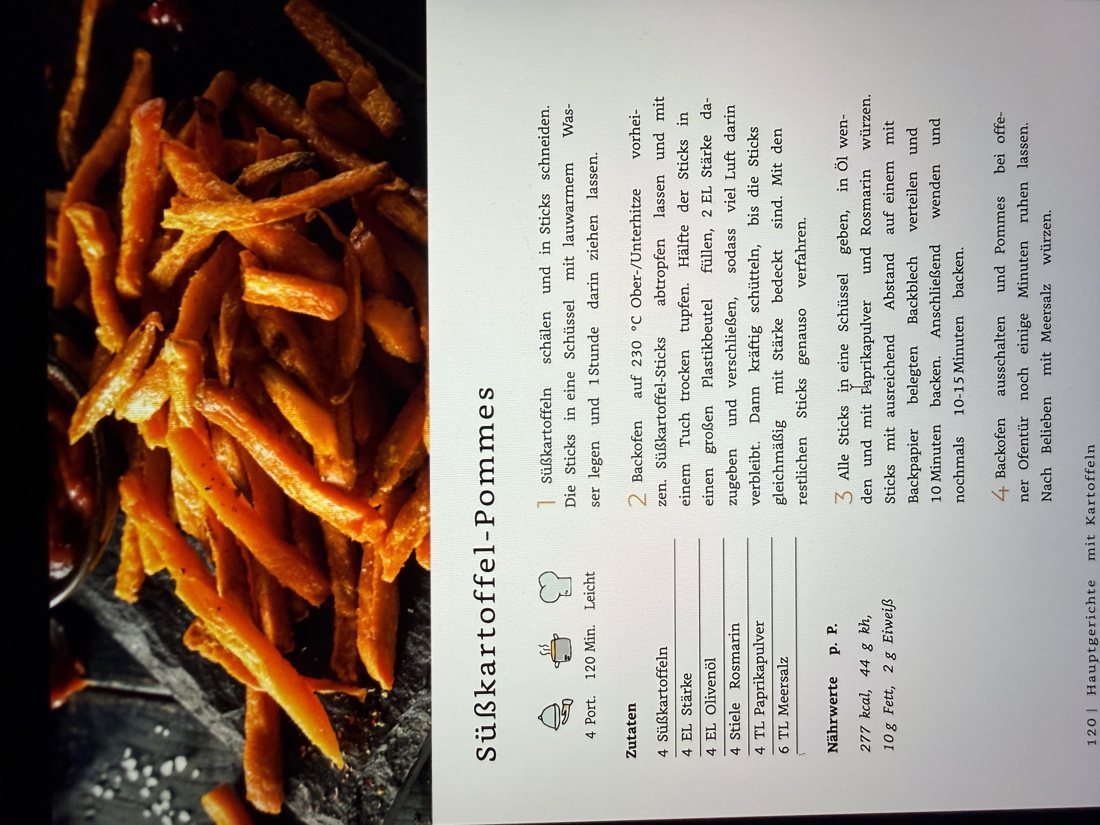 Süßkartoffel-Pommes
4 Port. 120 Min. Leicht
Zutaten
4 Süßkartoffeln
4 EL Stärke
4 EL Olivenöl
4 Stiele Rosmarin
4 TL Paprikapulver
6 TL Meersalz
Nährwerte p. P.
277 kcal, 44 g kh,
10 g Fett, 2 g Eiweiß
1 Süßkartoffeln schälen und in Sticks schneiden.
Die Sticks in eine Schüssel mit lauwarmem Was-
ser legen und 1Stunde darin ziehen lassen.
2 Backofen auf 230 °C Ober-/Unterhitze vorhei-
zen. Süßkartoffel-Sticks abtropfen lassen und mit
einem Tuch trocken tupfen. Hälfte der Sticks in
einen großen Plastikbeutel füllen, 2 EL Stärke da-
zugeben und verschließen, sodass viel Luft darin
verbleibt. Dann kräftig schütteln, bis die Sticks
gleichmäßig mit Stärke bedeckt sind. Mit den
restlichen Sticks genauso verfahren.
3 Alle Sticks in eine Schüssel geben, in Öl wen-
den und mit Paprikapulver und Rosmarin würzen.
Sticks mit ausreichend Abstand auf einem mit
Backpapier belegten Backblech verteilen und
10 Minuten backen. Anschließend wenden und
nochmals 10-15 Minuten backen.
4 Backofen ausschalten und Pommes bei offe-
ner Ofentür noch einige Minuten ruhen lassen.
Nach Belieben mit Meersalz würzen.
120 | Hauptgerichte mit Kartoffeln